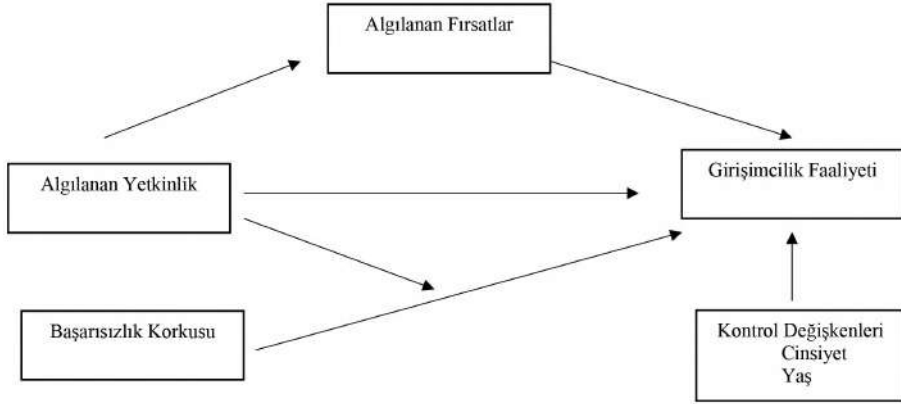 Algılanan Fırsatlar
Algılanan Yetkinlik
Girişimcilik Faaliyeti
Başarısızlık Korkusu
Kontrol Değişkenleri
Cinsiyet
Yaş